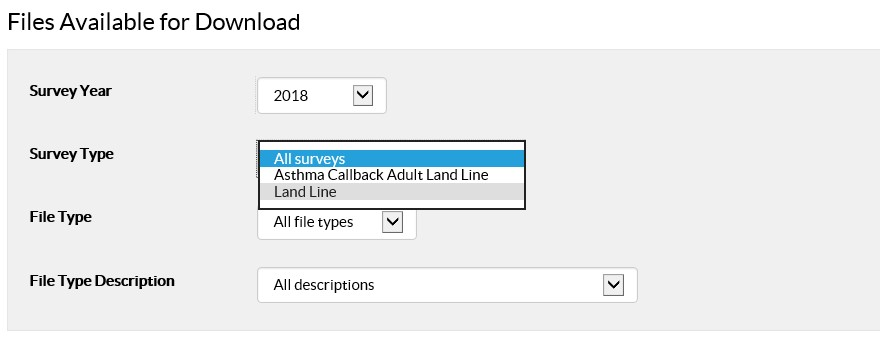 Files Available for Download
Survey Year
2018
Survey Type
All surveys
Asthma Callback Adult Land Line
Land Line
File Type
All file types
File Type Description
All descriptions